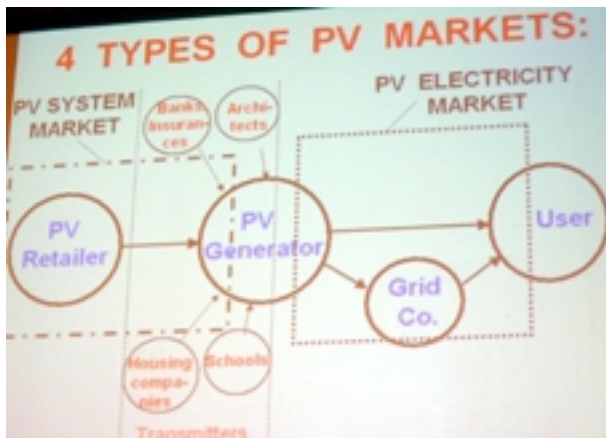 4 TYPES OF PV MARKETS:
PV SYSTEM
MARKET
Banks
Insuran-
ces
Archi-
tects
PV ELECTRICITY
MARKET
PV
Retailer
PV
Generator
User
Grid
Co.
Housing
compa-
nies
Schools
Transmitters